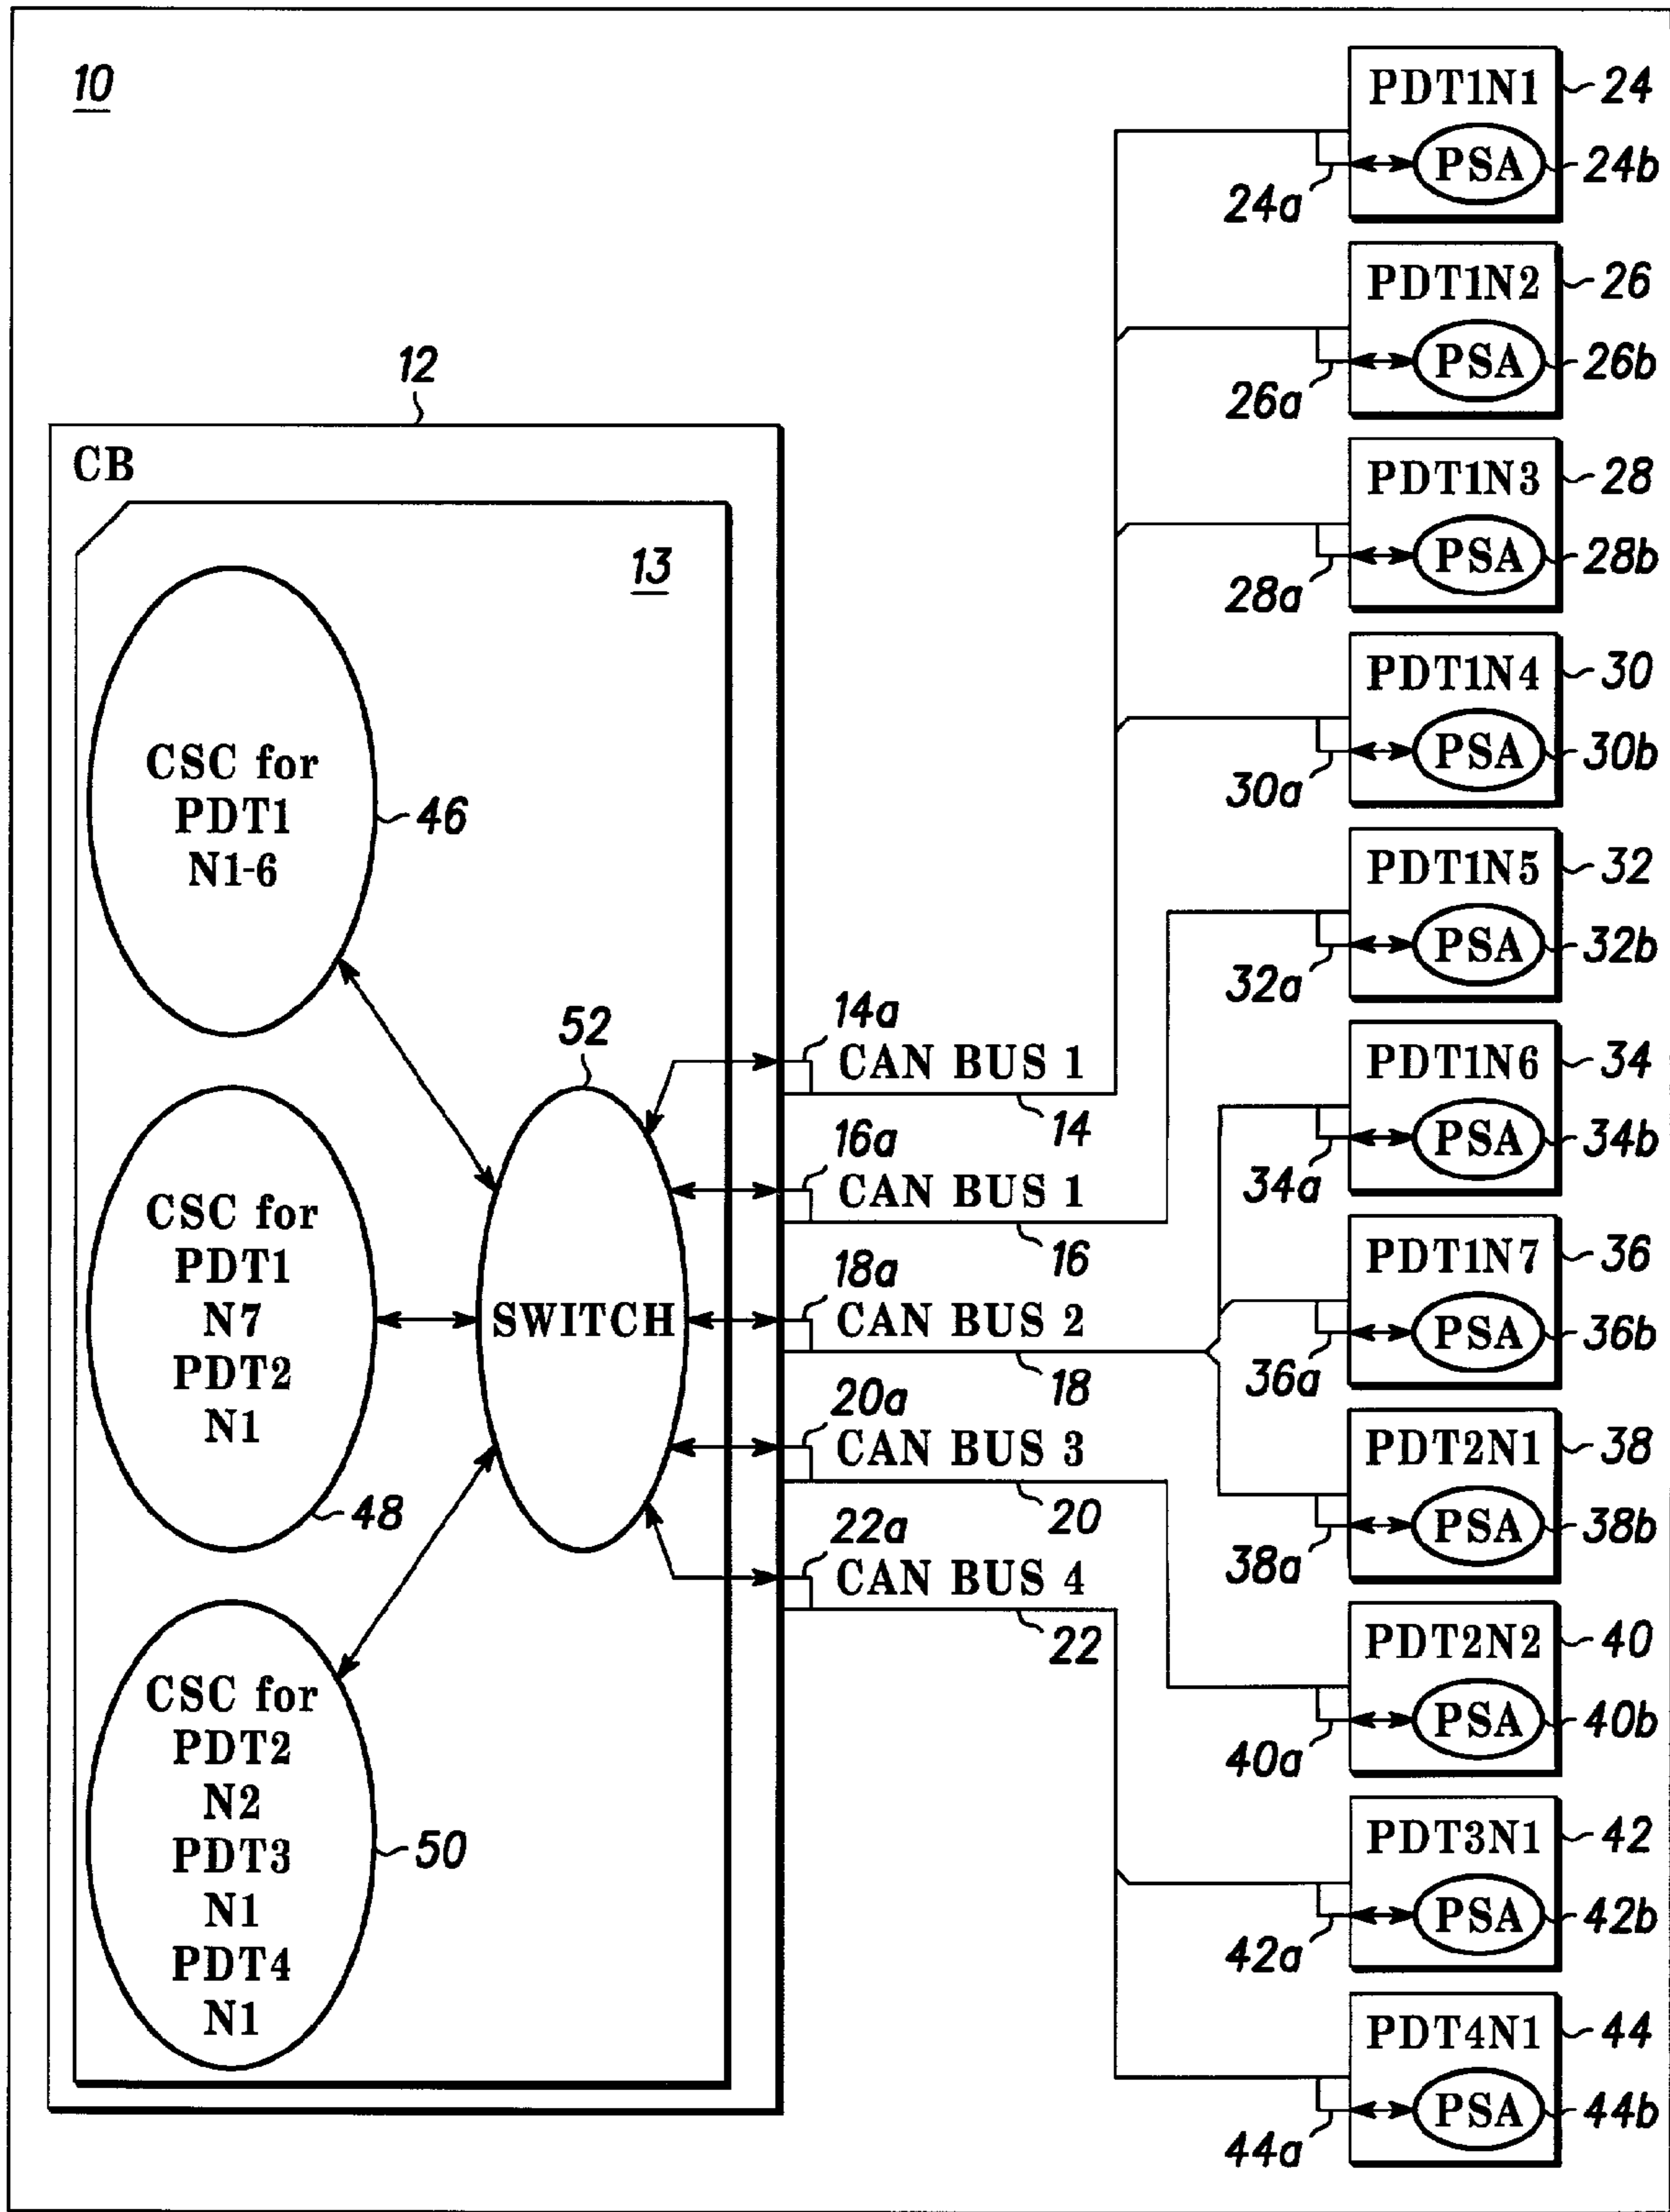 10
12
CB
13
CSC for
PDT1
N1-6
46
CSC for
PDT1
N7
PDT2
N1
48
CSC for
PDT2
N2
PDT3
N1
PDT4
N1
50
52
SWITCH
14a
CAN BUS 1
14
16a
CAN BUS 1
16
18a
CAN BUS 2
18
20a
CAN BUS 3
20
22a
CAN BUS 4
22
PDT1N1 24
24a PSA 24b
PDT1N2 26
26a PSA 26b
PDT1N3 28
28a PSA 28b
PDT1N4 30
30a PSA 30b
PDT1N5 32
32a PSA 32b
PDT1N6 34
34a PSA 34b
PDT1N7 36
36a PSA 36b
PDT2N1 38
38a PSA 38b
PDT2N2 40
40a PSA 40b
PDT3N1 42
42a PSA 42b
PDT4N1 44
44a PSA 44b